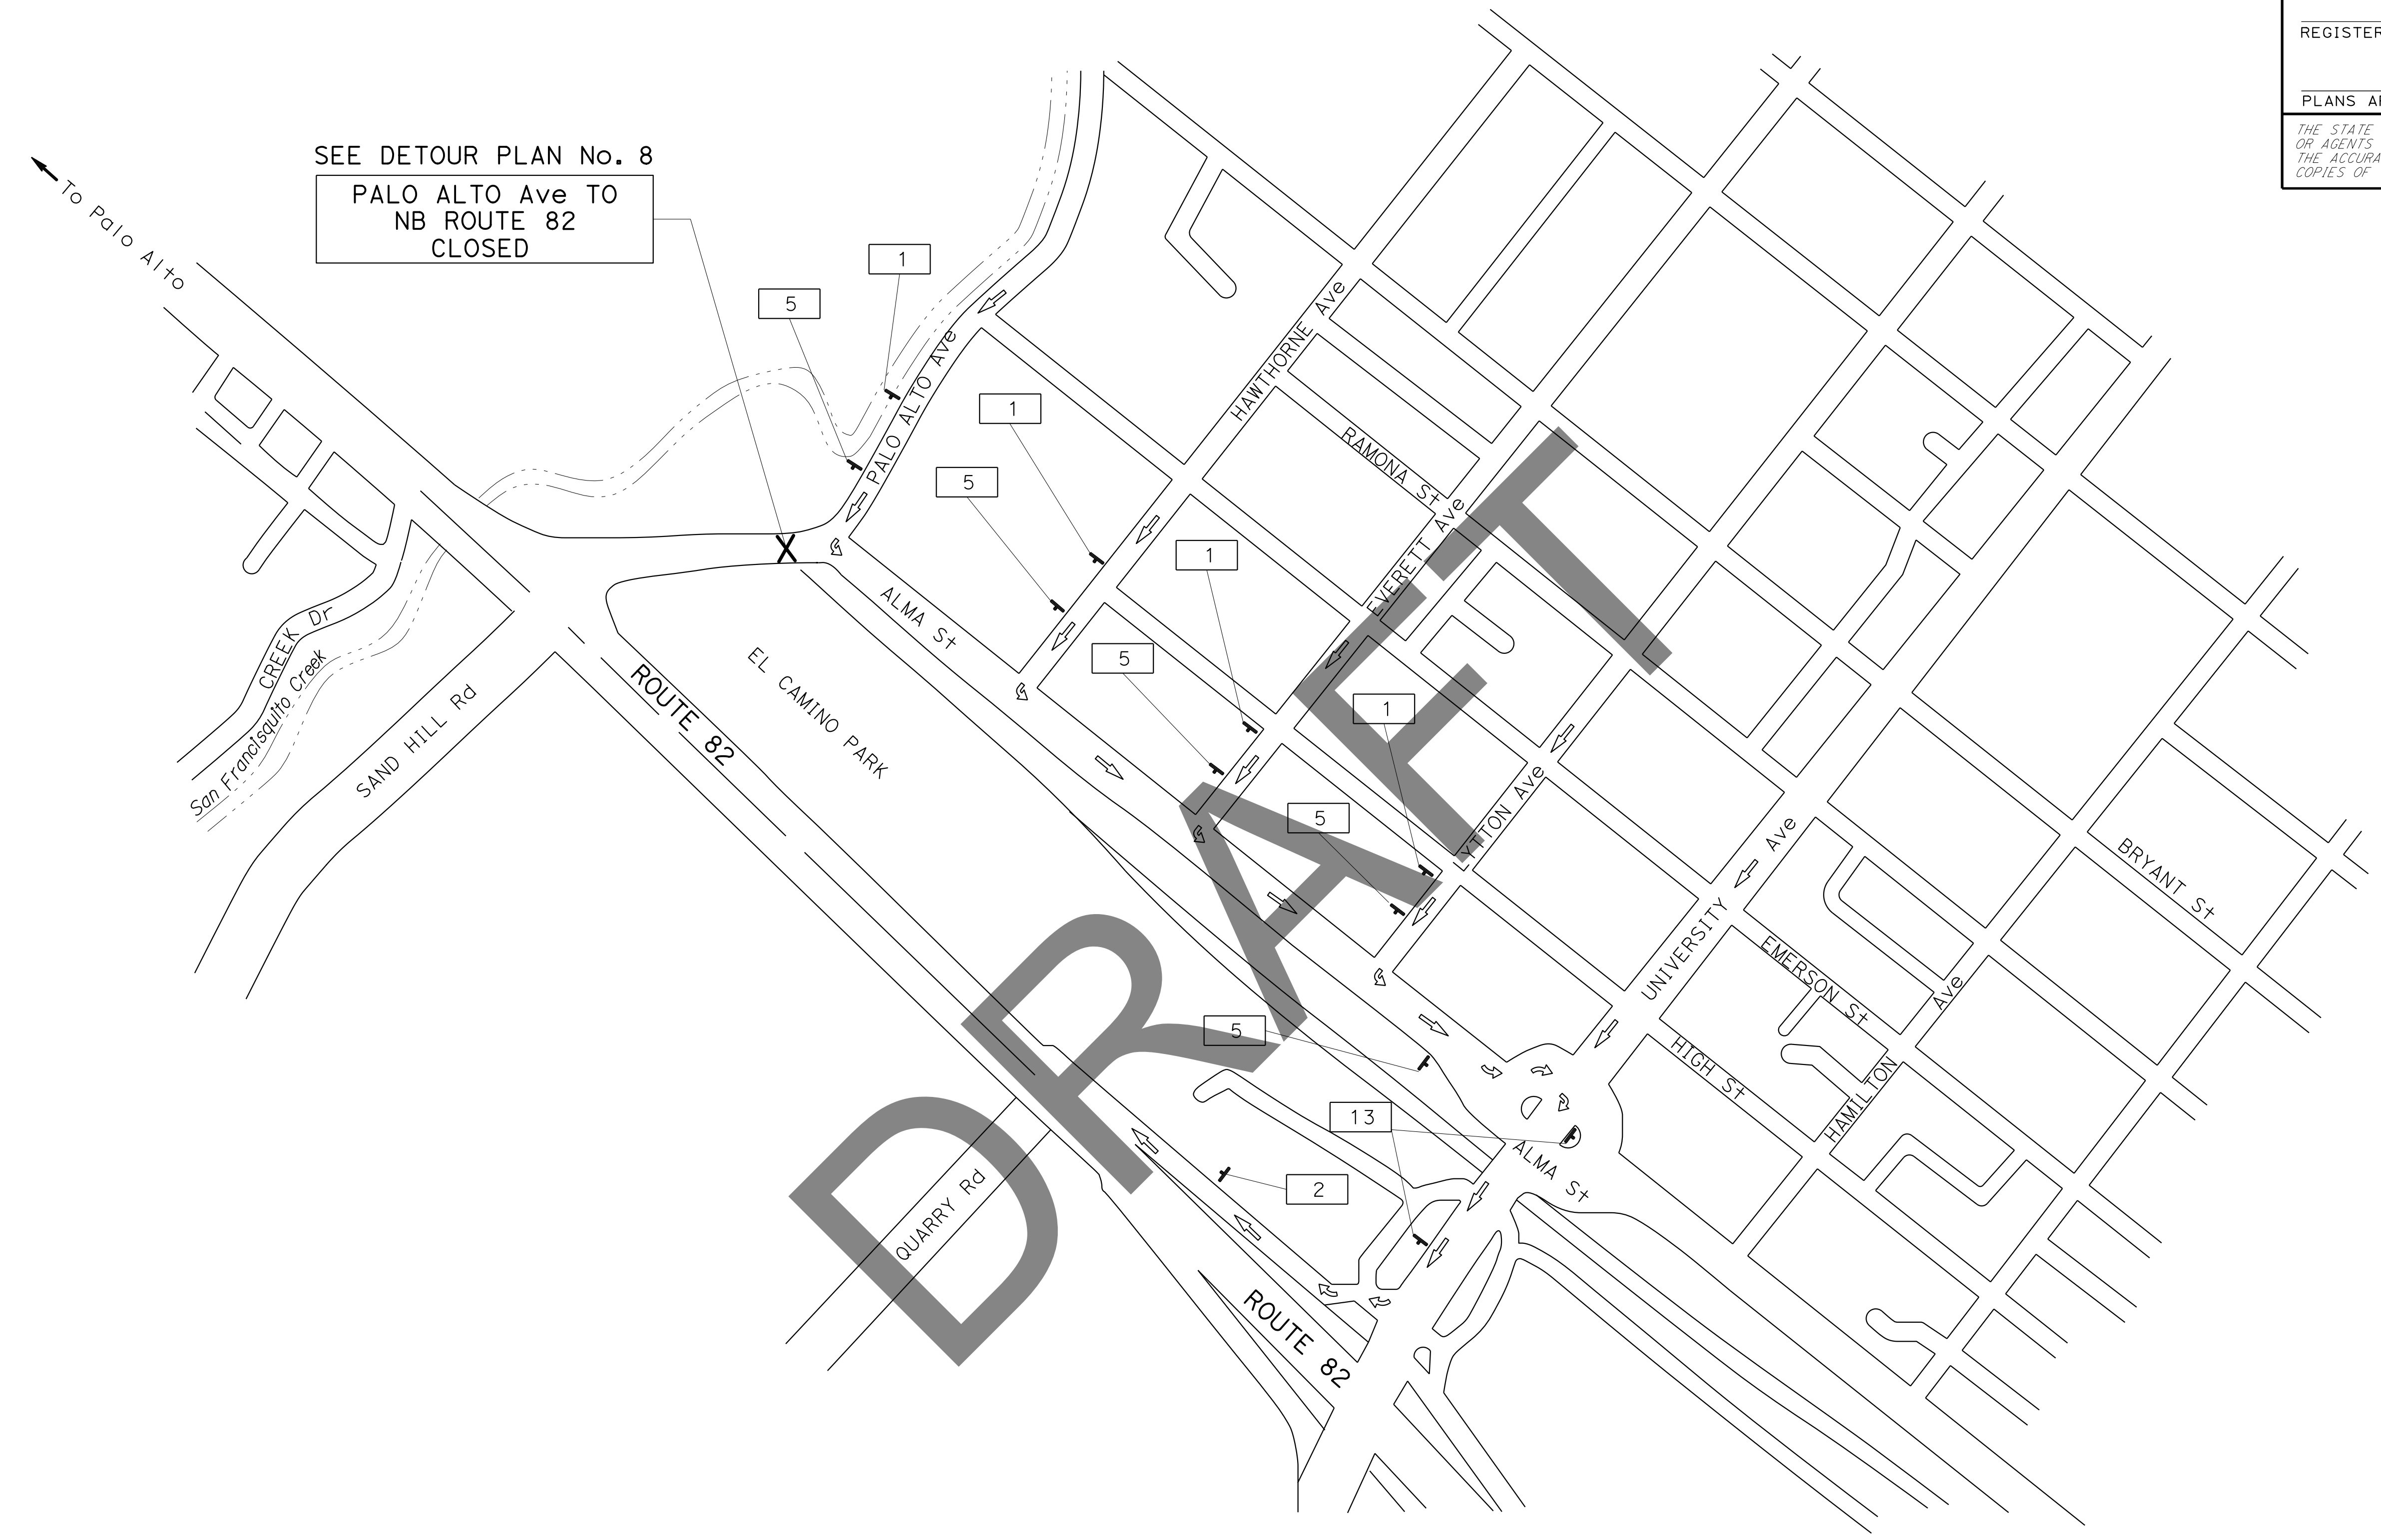 REGISTER
PLANS A
THE STATE
OR AGENTS
THE ACCURA
COPIES OF
SEE DETOUR PLAN No. 8
PALO ALTO Ave TO
NB ROUTE 82
CLOSED
To Palo Alto
1
5
PALO ALTO Ave
HAWTHORNE Ave
1
5
RAMONA St
EVERETT Ave
1
ALMA St
5
CREEK Dr
San Francisquito Creek
SAND HILL Rd
ROUTE 82
EL CAMINO PARK
1
5
LYTTON Ave
UNIVERSITY Ave
BRYANT St
EMERSON St
HIGH St
HAMILTON Ave
5
13
ALMA St
2
QUARRY Rd
ROUTE 82
DRAFT